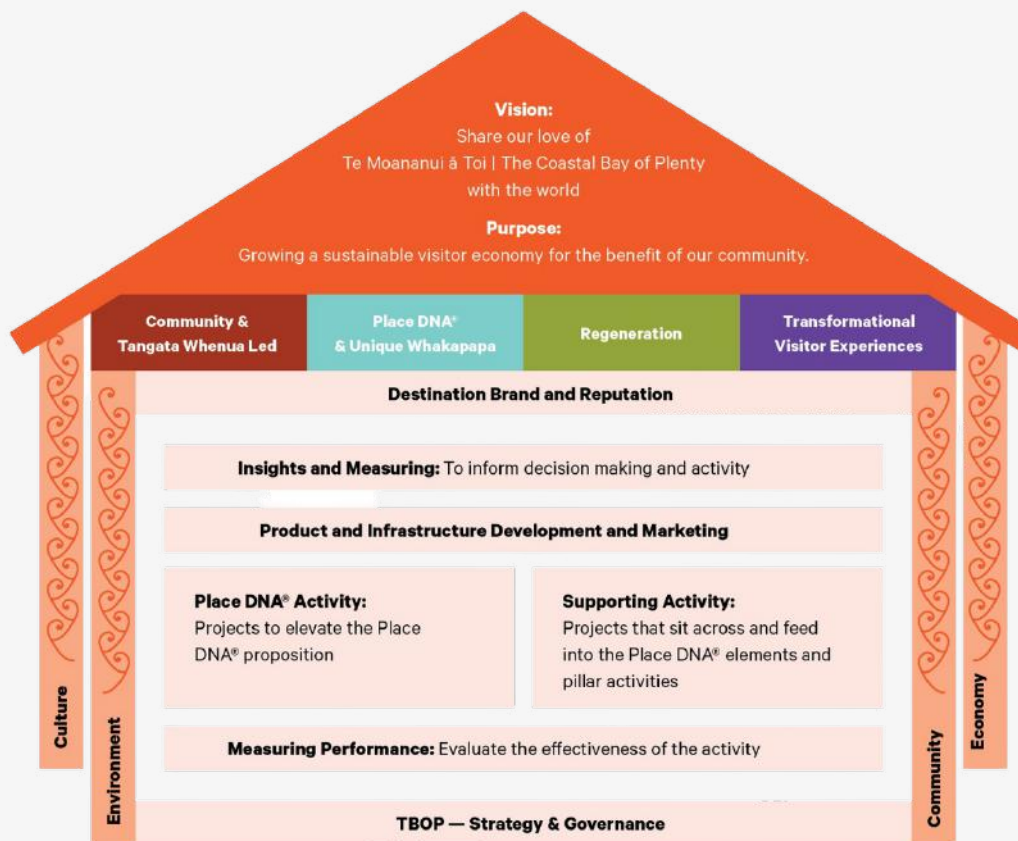 Vision:
Share our love of
Te Moananui ā Toi | The Coastal Bay of Plenty
with the world
Purpose:
Growing a sustainable visitor economy for the benefit of our community.
Community &
Tangata Whenua Led
Place DNA®
& Unique Whakapapa
Regeneration
Transformational
Visitor Experiences
Destination Brand and Reputation
Insights and Measuring: To inform decision making and activity
Product and Infrastructure Development and Marketing
Place DNA® Activity:
Projects to elevate the Place
DNA® proposition
Supporting Activity:
Projects that sit across and feed
into the Place DNA® elements and
pillar activities
Measuring Performance: Evaluate the effectiveness of the activity
TBOP — Strategy & Governance
Culture
Environment
Community
Economy